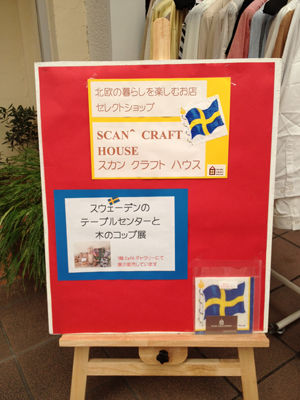 北欧の暮らしを楽しむお店
セレクトショップ
SCAN^ CRAFT
HOUSE
スカン クラフト ハウス
スウェーデンの
テーブルセンターと
木のコップ展